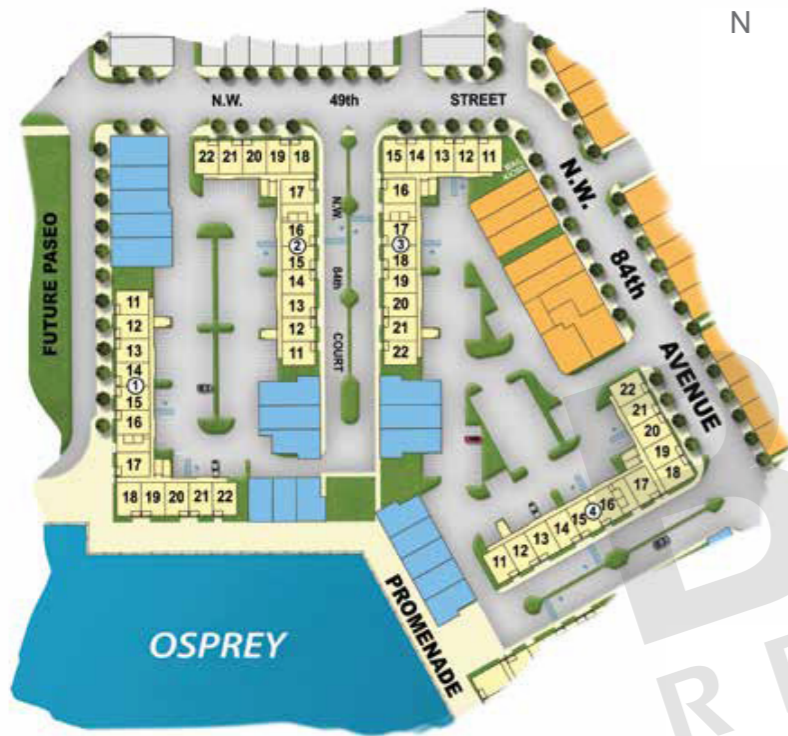 N
N.W. 49th STREET
22 21 20 19 18
15 14 13 12 11
MAIL KIOSK
N.W.
84th
AVENUE
17
16
②
15
14
13
12
11
N.W.
84th
COURT
16
17
③
18
19
20
21
22
FUTURE PASEO
11
12
13
14
①
15
16
17
18 19 20 21 22
22
21
20
19
18
17
16
④
15
14
13
12
11
PROMENADE
OSPREY